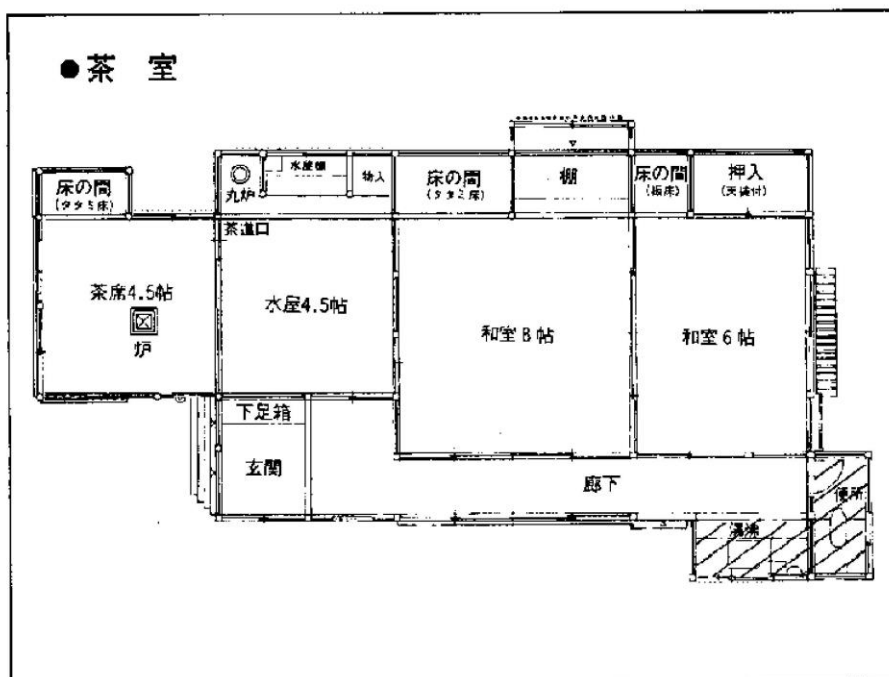 ●茶 室
床の間
(タタミ床)
丸炉
水屋棚
物入
床の間
(タタミ床)
棚
床の間
(板床)
押入
(天袋付)
茶道口
茶席4.5帖
炉
水屋4.5帖
和室8帖
和室6帖
下足箱
玄関
廊下
便所
湯沸